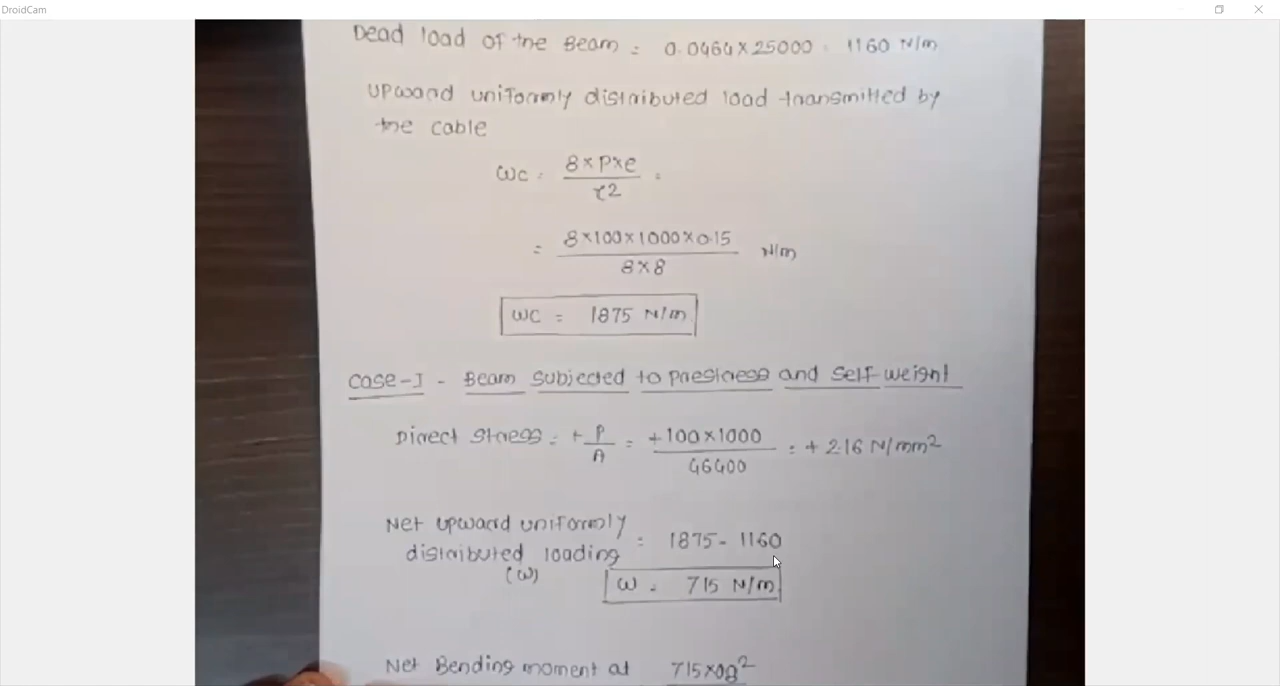 DroidCam
Dead load of the Beam = 0.0464 x 25000 = 1160 N/m
Upward uniformly distributed load transmitted by
the cable
wc = 8 x P x e / l2 =
= 8 x 100 x 1000 x 0.15 / 8 x 8 N/m
wc = 1875 N/m
Case-I - Beam subjected to Prestress and self weight
Direct stress = + P / A = +100 x 1000 / 46400 = + 2.16 N/mm2
Net upward uniformly
distributed loading = 1875 - 1160
(w) w = 715 N/m
Net Bending moment at 715 x 8²